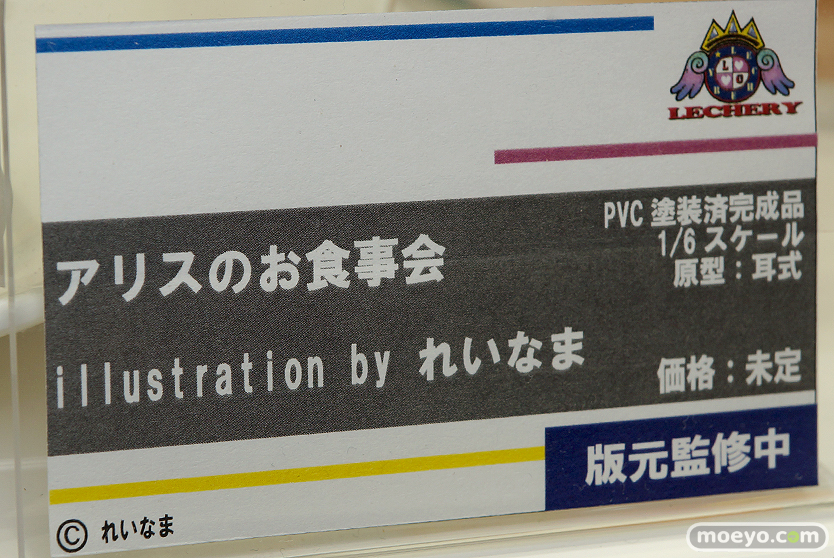 LECHERY
PVC 塗装済完成品
1/6 スケール
原型：耳式
アリスのお食事会
illustration by れいなま
価格：未定
版元監修中
© れいなま
moeyo.com